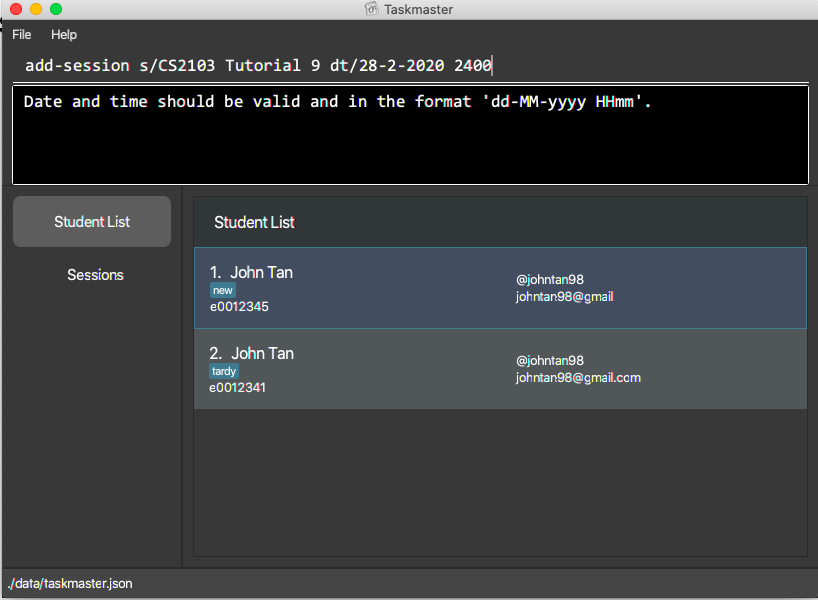 Taskmaster
File Help
add-session s/CS2103 Tutorial 9 dt/28-2-2020 2400
Date and time should be valid and in the format 'dd-MM-yyyy HHmm'.
Student List
Sessions
Student List
1. John Tan
new
e0012345
@johntan98
johntan98@gmail
2. John Tan
tardy
e0012341
@johntan98
johntan98@gmail.com
./data/taskmaster.json